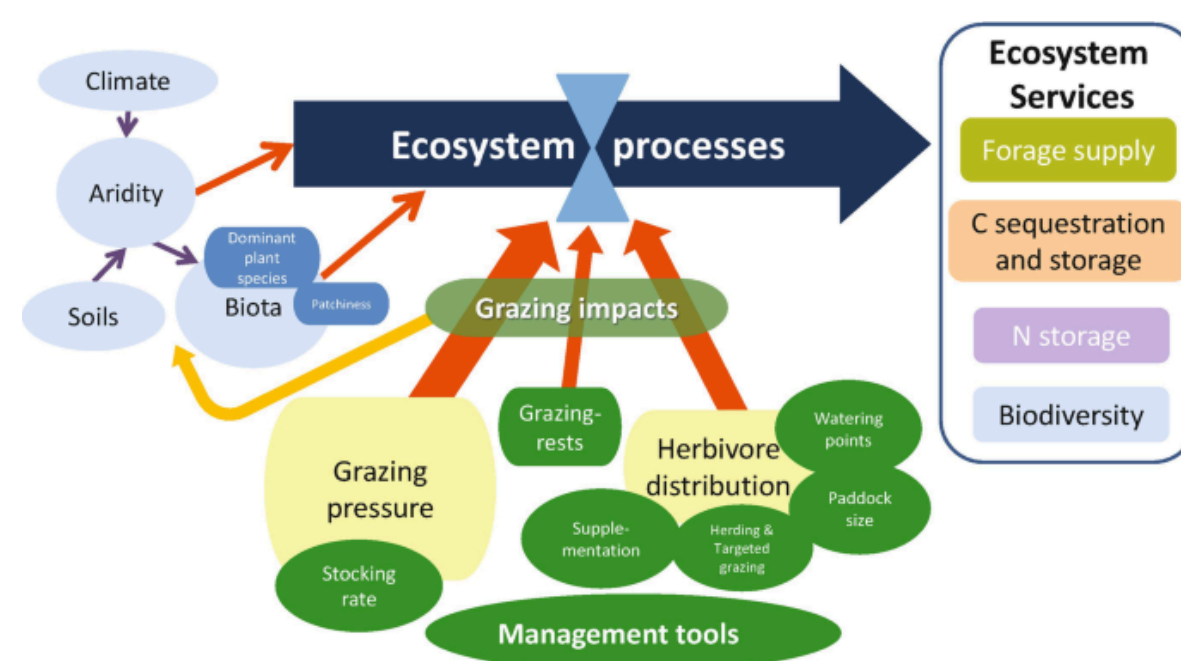 Climate
Aridity
Soils
Dominant
plant
species
Biota
Patchiness
Ecosystem processes
Grazing impacts
Grazing
pressure
Stocking
rate
Grazing-
rests
Herbivore
distribution
Watering
points
Paddock
size
Supple-
mentation
Herding &
Targeted
grazing
Management tools
Ecosystem
Services
Forage supply
C sequestration
and storage
N storage
Biodiversity